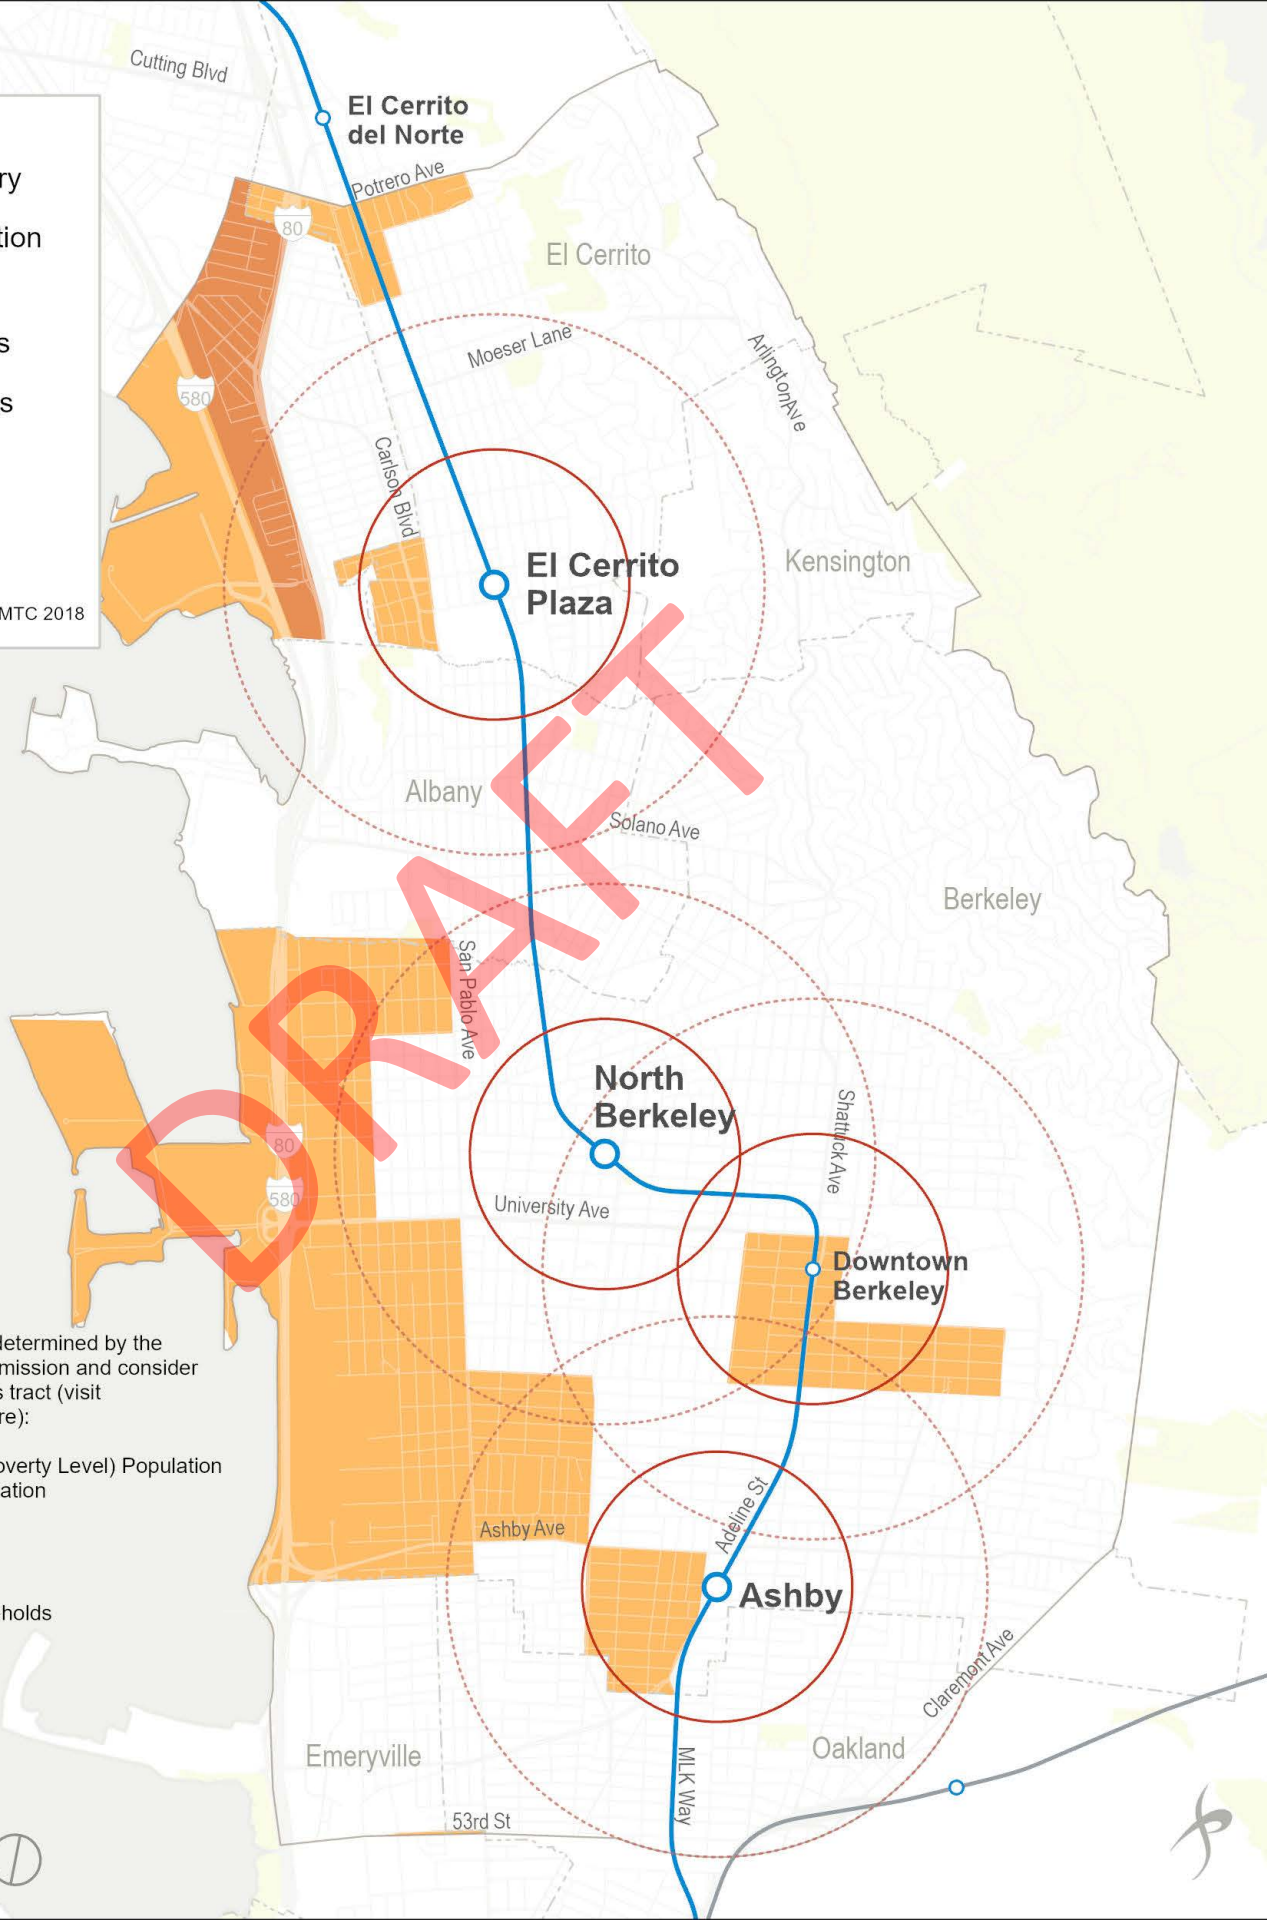 Cutting Blvd
El Cerrito
del Norte
Potrero Ave
ry
80
tion
El Cerrito
s
Moeser Lane
Arlington Ave
580
s
Carlson Blvd
El Cerrito
Plaza
Kensington
MTC 2018
DRAFT
Albany
Solano Ave
Berkeley
San Pablo Ave
North
Berkeley
Shattuck Ave
80
580
University Ave
Downtown
Berkeley
determined by the
mission and consider
s tract (visit
re):
overty Level) Population
ation
Ashby Ave
Adeline St
Ashby
holds
Claremont Ave
Emeryville
Oakland
MLK Way
53rd St